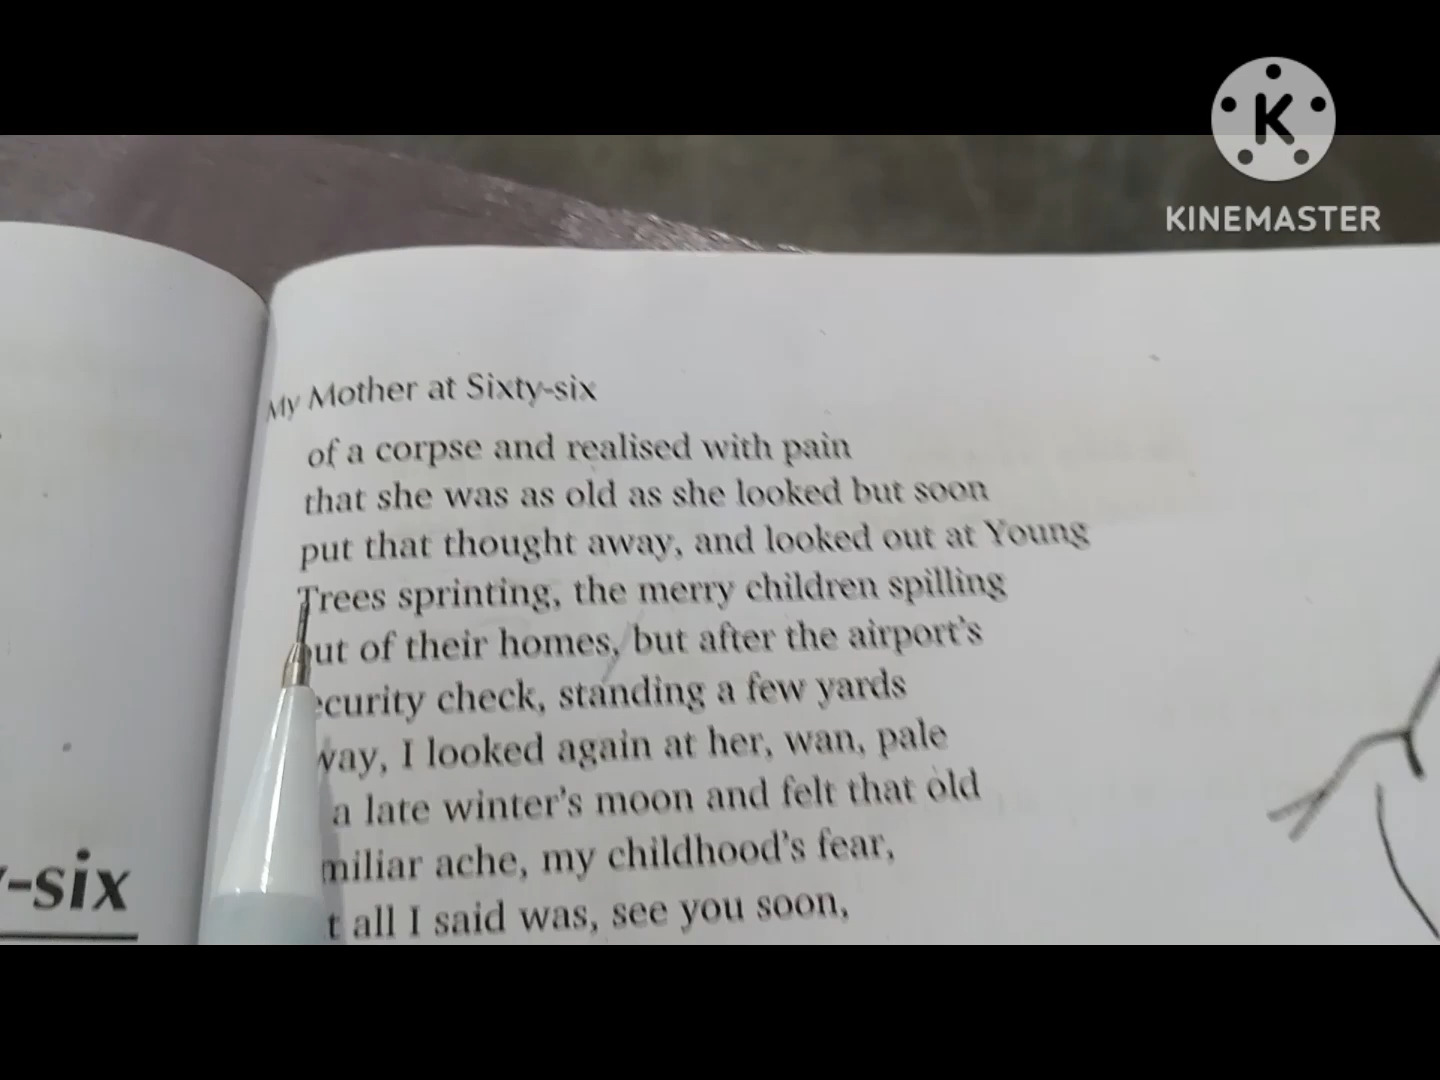 KINEMASTER
My Mother at Sixty-six
of a corpse and realised with pain
that she was as old as she looked but soon
put that thought away, and looked out at Young
Trees sprinting, the merry children spilling
out of their homes, but after the airport's
ecurity check, standing a few yards
way, I looked again at her, wan, pale
a late winter's moon and felt that old
miliar ache, my childhood's fear,
t all I said was, see you soon,
-six